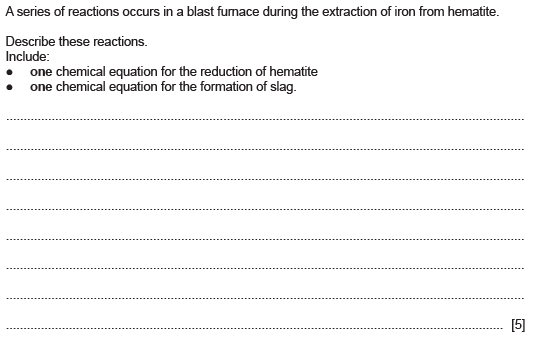 A series of reactions occurs in a blast furnace during the extraction of iron from hematite.
Describe these reactions.
Include:
● one chemical equation for the reduction of hematite
● one chemical equation for the formation of slag.
[5]